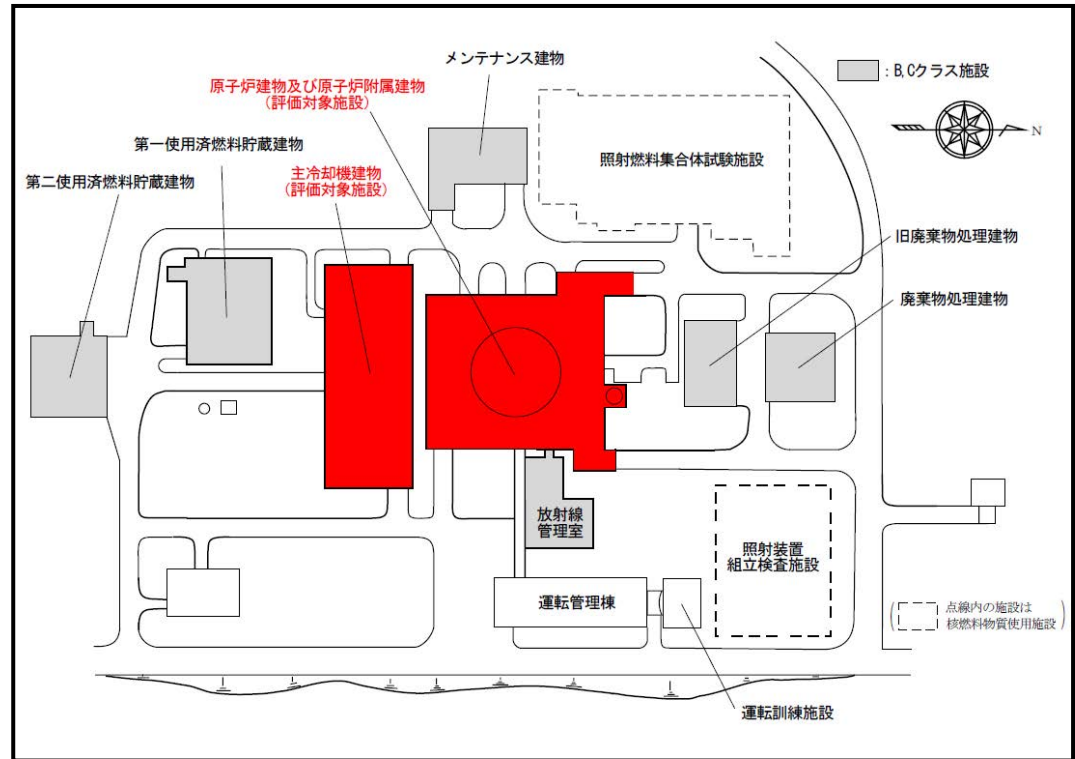 メンテナンス建物
: B,Cクラス施設
原子炉建物及び原子炉附属建物
(評価対象施設)
N
第一使用済燃料貯蔵建物
照射燃料集合体試験施設
主冷却機建物
(評価対象施設)
第二使用済燃料貯蔵建物
旧廃棄物処理建物
廃棄物処理建物
放射線
管理室
照射装置
組立検査施設
運転管理棟
点線内の施設は
核燃料物質使用施設
運転訓練施設